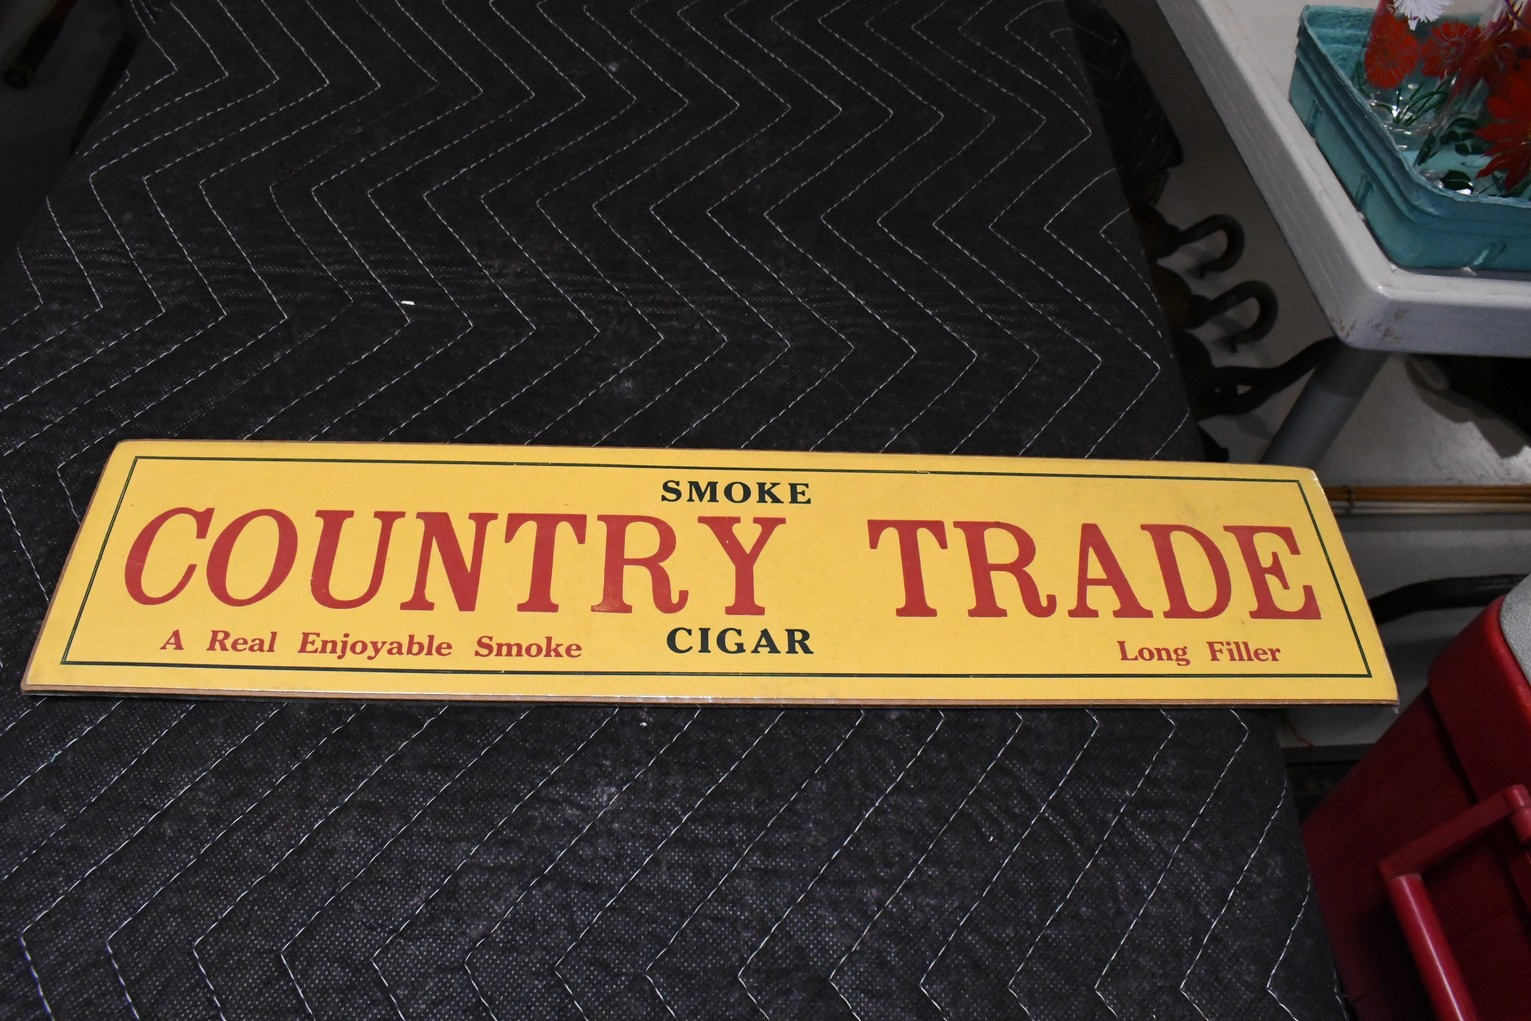 SMOKE
COUNTRY TRADE
CIGAR
A Real Enjoyable Smoke
Long Filler